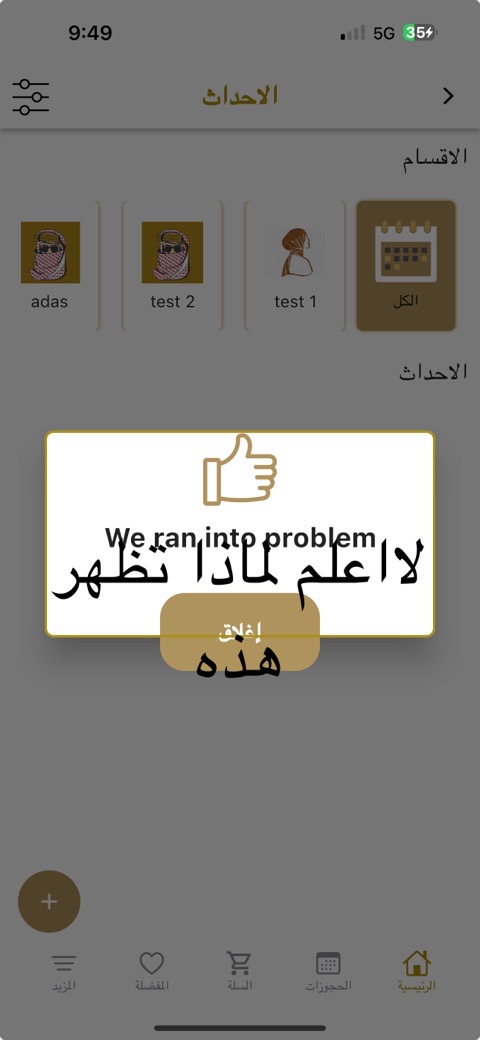 9:49
5G
35
الاحداث
الاقسام
الكل
test 1
test 2
adas
الاحداث
We ran into problem
لااعلم لماذا تظهر
هذه
إغلاق
+
الرئيسية
الحجوزات
السلة
المفضلة
المزيد